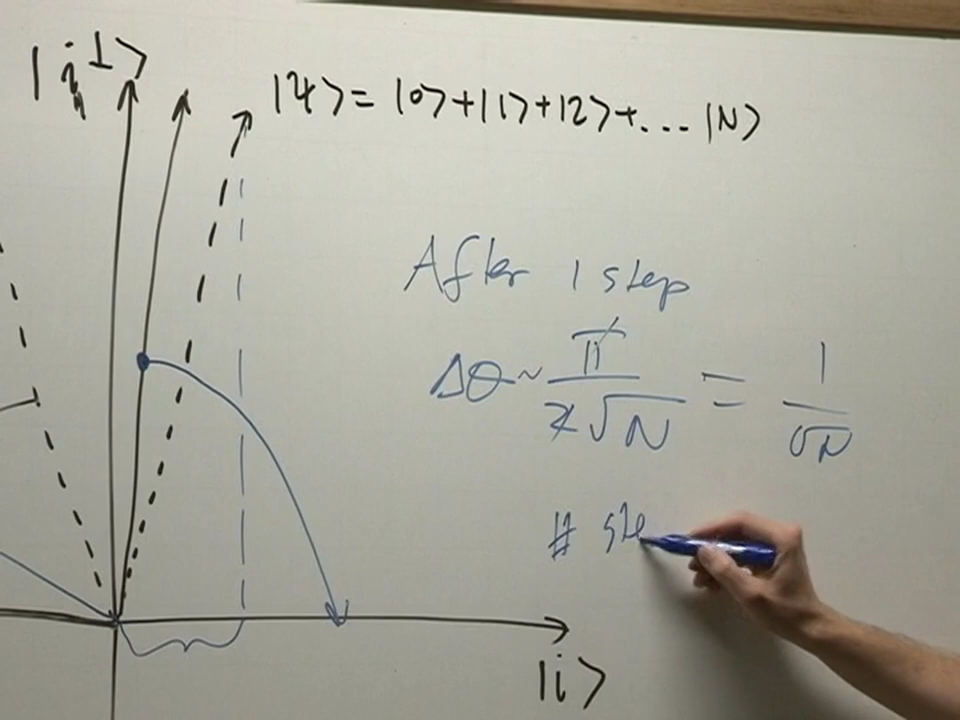 |i⊥>
|ψ> = |0>+|1>+|2>+... |N>
After 1 step
Δθ ~ π / 2√N = 1 / √N
# ste
|i>